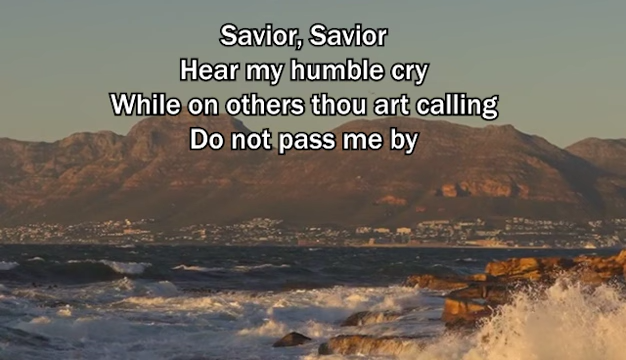 Savior, Savior
Hear my humble cry
While on others thou art calling
Do not pass me by